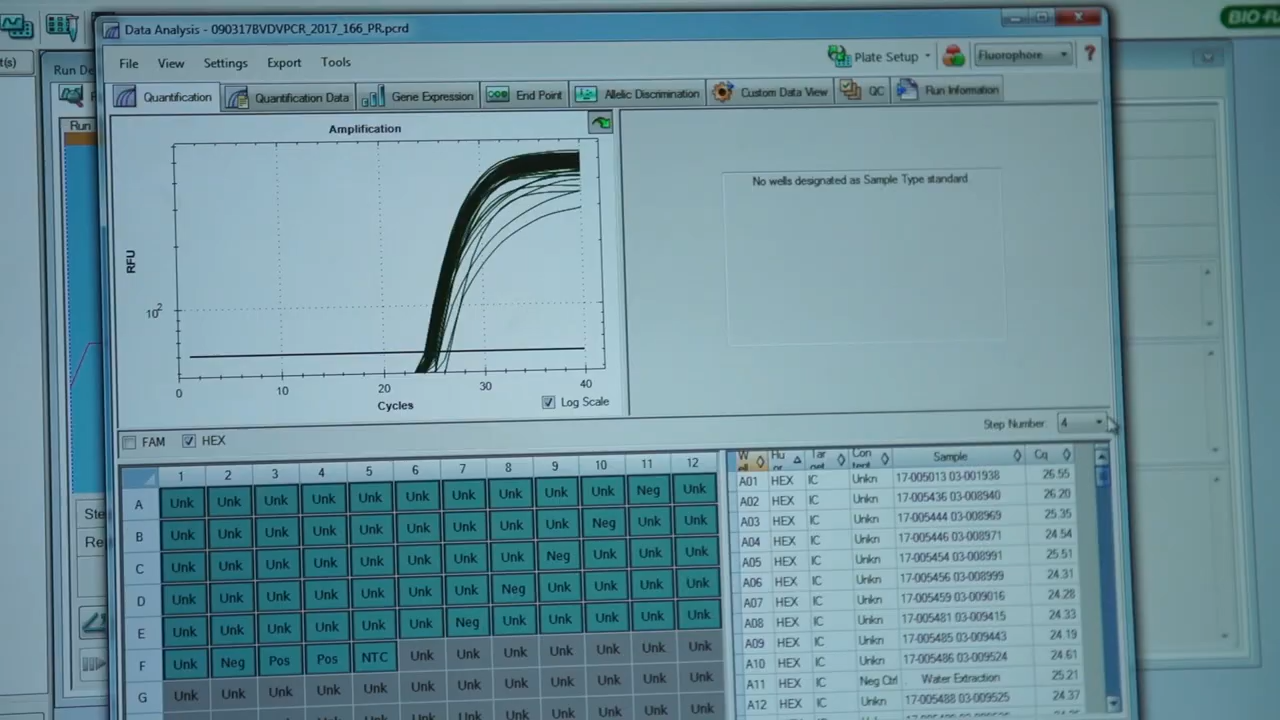 BIO-R
Data Analysis - 090317BVDVPCR_2017_166_PR.pcrd
t(s)
Run De
File View Settings Export Tools
Plate Setup Fluorophore ?
Quantification Quantification Data Gene Expression End Point Allelic Discrimination Custom Data View QC Run Information
Run
Amplification
No wells designated as Sample Type standard
RFU
10²
0 10 20 30 40
Cycles
Log Scale
Step Number: 4
FAM HEX
1 2 3 4 5 6 7 8 9 10 11 12
A Unk Unk Unk Unk Unk Unk Unk Unk Unk Unk Neg Unk
B Unk Unk Unk Unk Unk Unk Unk Unk Unk Neg Unk Unk
C Unk Unk Unk Unk Unk Unk Unk Unk Neg Unk Unk Unk
D Unk Unk Unk Unk Unk Unk Unk Neg Unk Unk Unk Unk
E Unk Unk Unk Unk Unk Unk Neg Unk Unk Unk Unk Unk
F Unk Neg Pos Pos NTC Unk Unk Unk Unk Unk Unk Unk
G Unk Unk Unk Unk Unk Unk Unk Unk Unk Unk Unk Unk
Unk Unk Unk Unk Unk Unk Unk Unk
Ste
Re
Sample Cq
A01 HEX IC Unkn 17-005013 03-001938 26.55
A02 HEX IC Unkn 17-005436 03-008940 26.20
A03 HEX IC Unkn 17-005444 03-008969 25.35
A04 HEX IC Unkn 17-005446 03-008971 24.54
A05 HEX IC Unkn 17-005454 03-008991 25.51
A06 HEX IC Unkn 17-005456 03-008999 24.31
A07 HEX IC Unkn 17-005459 03-009016 24.28
A08 HEX IC Unkn 17-005481 03-009415 24.33
A09 HEX IC Unkn 17-005485 03-009443 24.19
A10 HEX IC Unkn 17-005486 03-009524 24.61
A11 HEX IC Neg Ctrl Water Extraction 25.21
A12 HEX IC Unkn 17-005488 03-009525 24.37